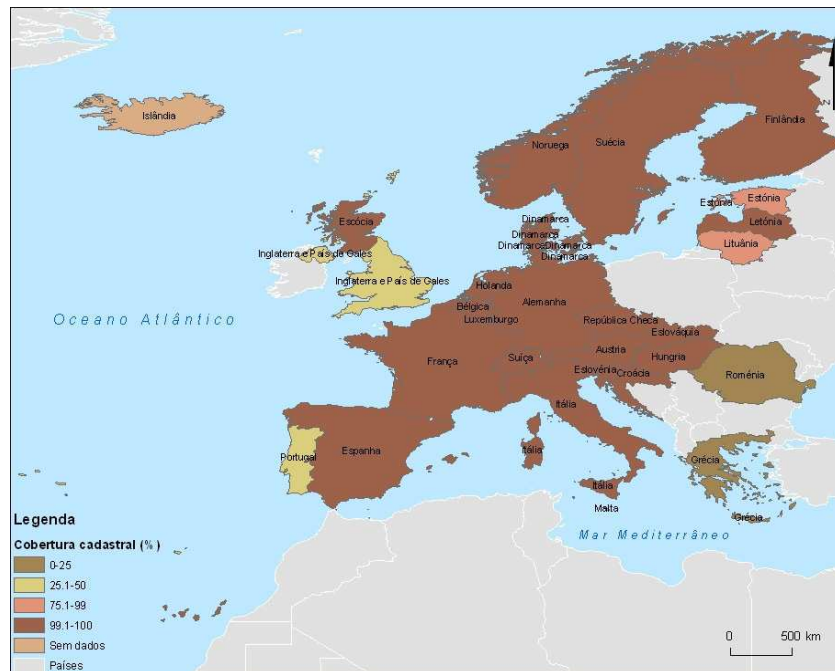 Islândia
Noruega
Suécia
Finlândia
Escócia
Dinamarca
Dinamarca
Dinamarca
Dinamarca
Dinamarca
Estónia
Estónia
Letónia
Lituânia
Inglaterra e País de Gales
Inglaterra e País de Gales
Holanda
Bélgica
Alemanha
Luxemburgo
República Checa
Eslováquia
Oceano Atlântico
França
Suíça
Austria
Hungria
Eslovénia
Croácia
Roménia
Itália
Portugal
Espanha
Itália
Itália
Malta
Grécia
Grécia
Mar Mediterrâneo
Legenda
Cobertura cadastral (%)
0-25
25.1-50
75.1-99
99.1-100
Sem dados
Países
0 500 km